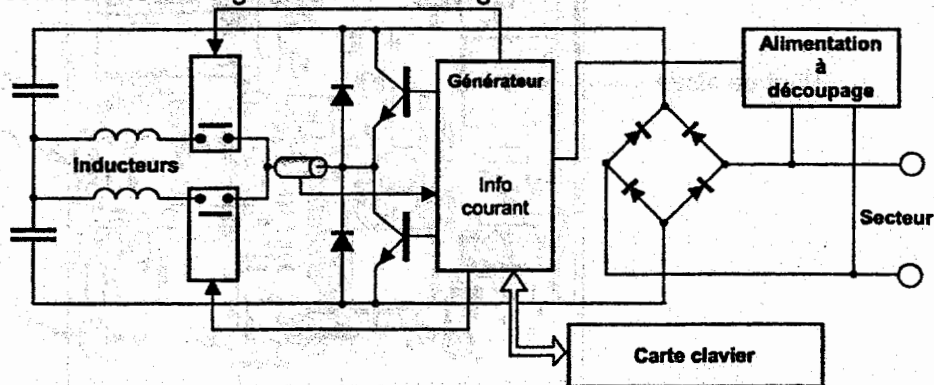 Alimentation
à
découpage
Générateur
Inducteurs
Info
courant
Secteur
Carte clavier